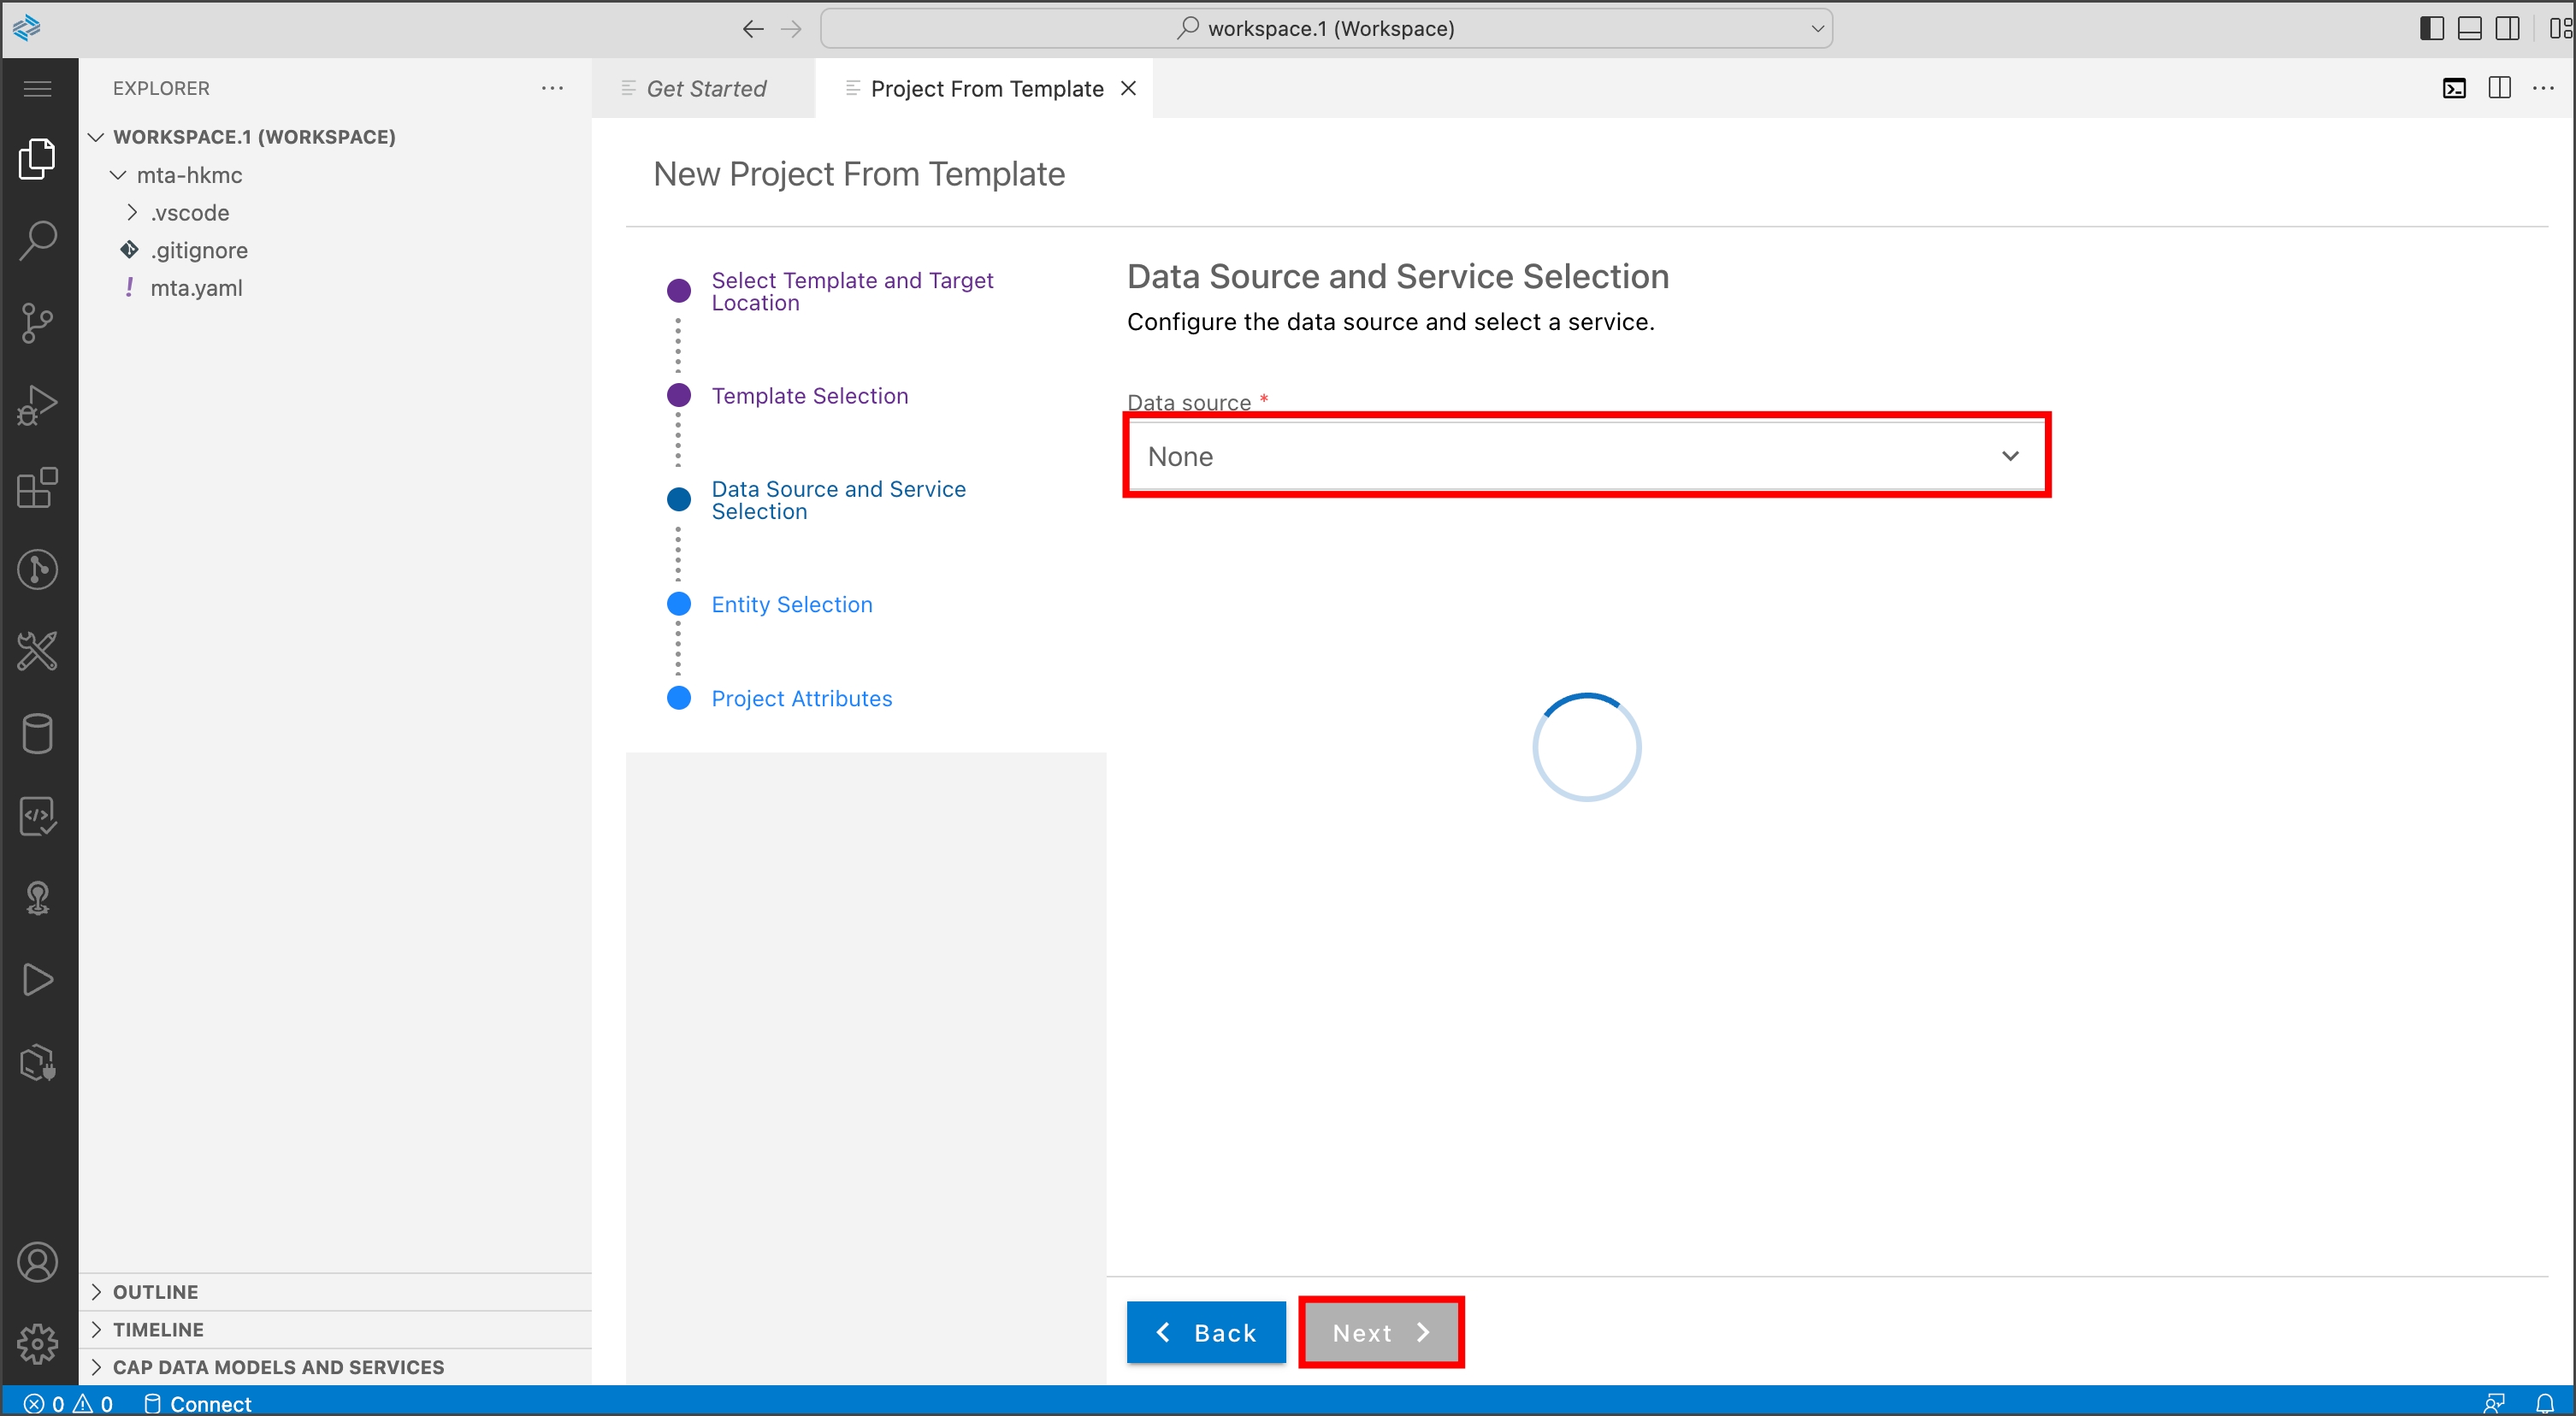 workspace.1 (Workspace)
EXPLORER
Get Started
Project From Template
WORKSPACE.1 (WORKSPACE)
mta-hkmc
.vscode
.gitignore
! mta.yaml
New Project From Template
Select Template and Target
Location
Template Selection
Data Source and Service
Selection
Entity Selection
Project Attributes
Data Source and Service Selection
Configure the data source and select a service.
Data source *
None
Back
Next
OUTLINE
TIMELINE
CAP DATA MODELS AND SERVICES
0 0 Connect